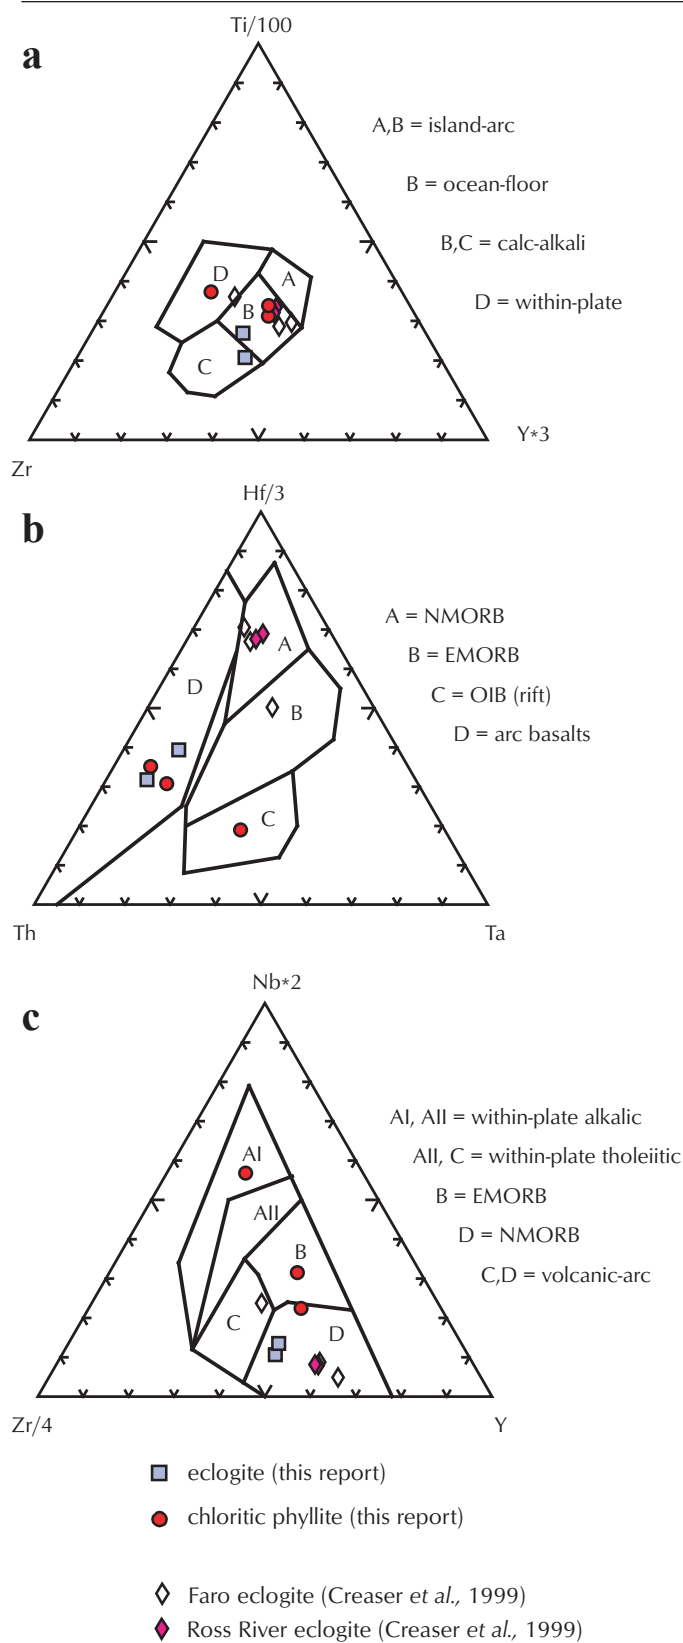 Ti/100
a
A,B = island-arc
B = ocean-floor
B,C = calc-alkali
D = within-plate
D
A
B
C
Zr
Y*3
Hf/3
b
A = NMORB
B = EMORB
C = OIB (rift)
D = arc basalts
A
D
B
C
Th
Ta
Nb*2
c
AI, AII = within-plate alkalic
AII, C = within-plate tholeiitic
B = EMORB
D = NMORB
C,D = volcanic-arc
AI
AII
B
C
D
Zr/4
Y
eclogite (this report)
chloritic phyllite (this report)
Faro eclogite (Creaser et al., 1999)
Ross River eclogite (Creaser et al., 1999)